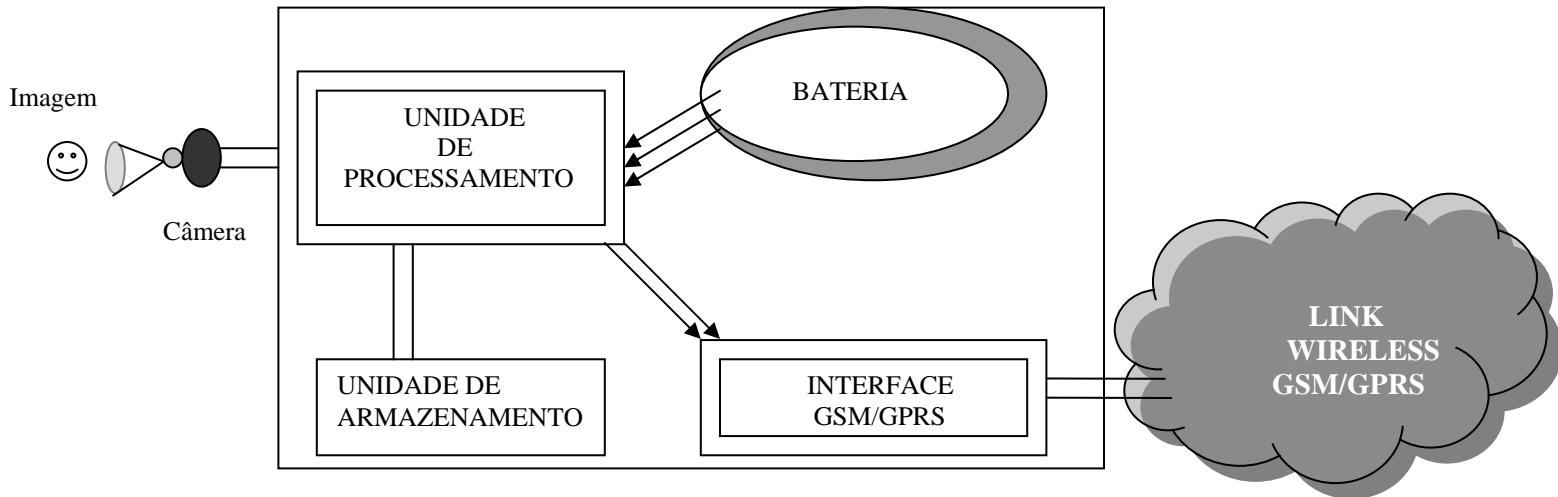 Imagem
Câmera
UNIDADE
DE
PROCESSAMENTO
BATERIA
UNIDADE DE
ARMAZENAMENTO
INTERFACE
GSM/GPRS
LINK
WIRELESS
GSM/GPRS